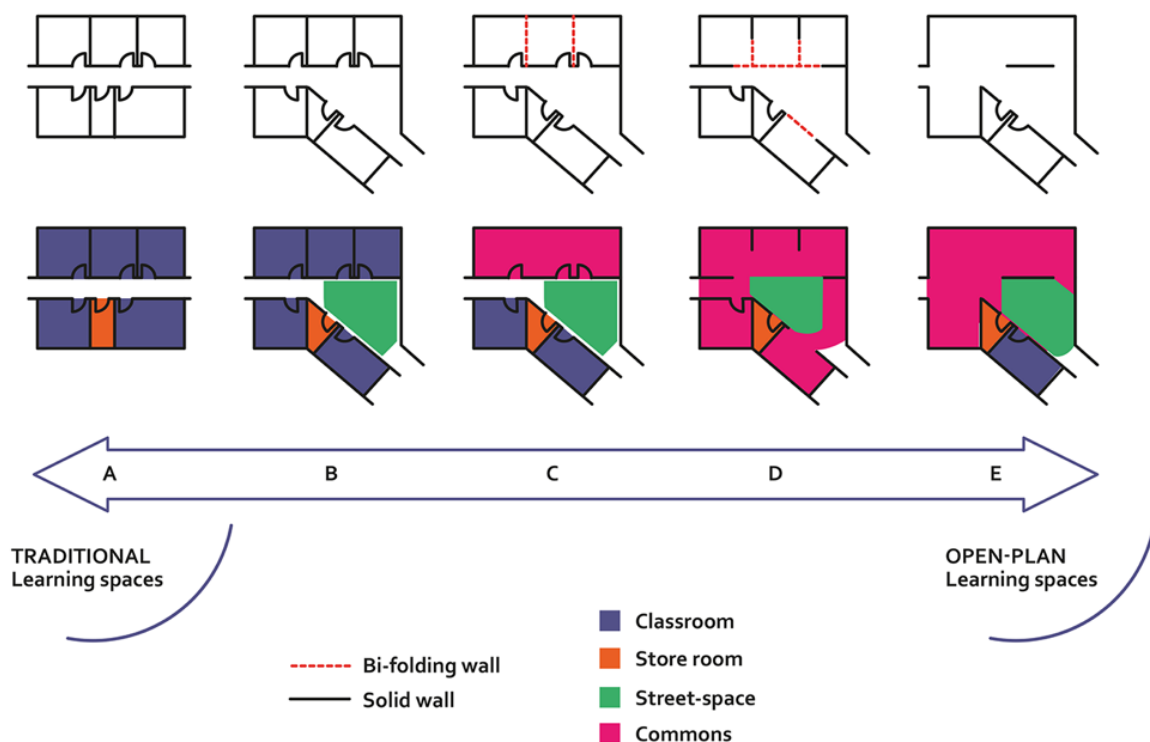 A
B
C
D
E
TRADITIONAL
Learning spaces
OPEN-PLAN
Learning spaces
Bi-folding wall
Solid wall
Classroom
Store room
Street-space
Commons